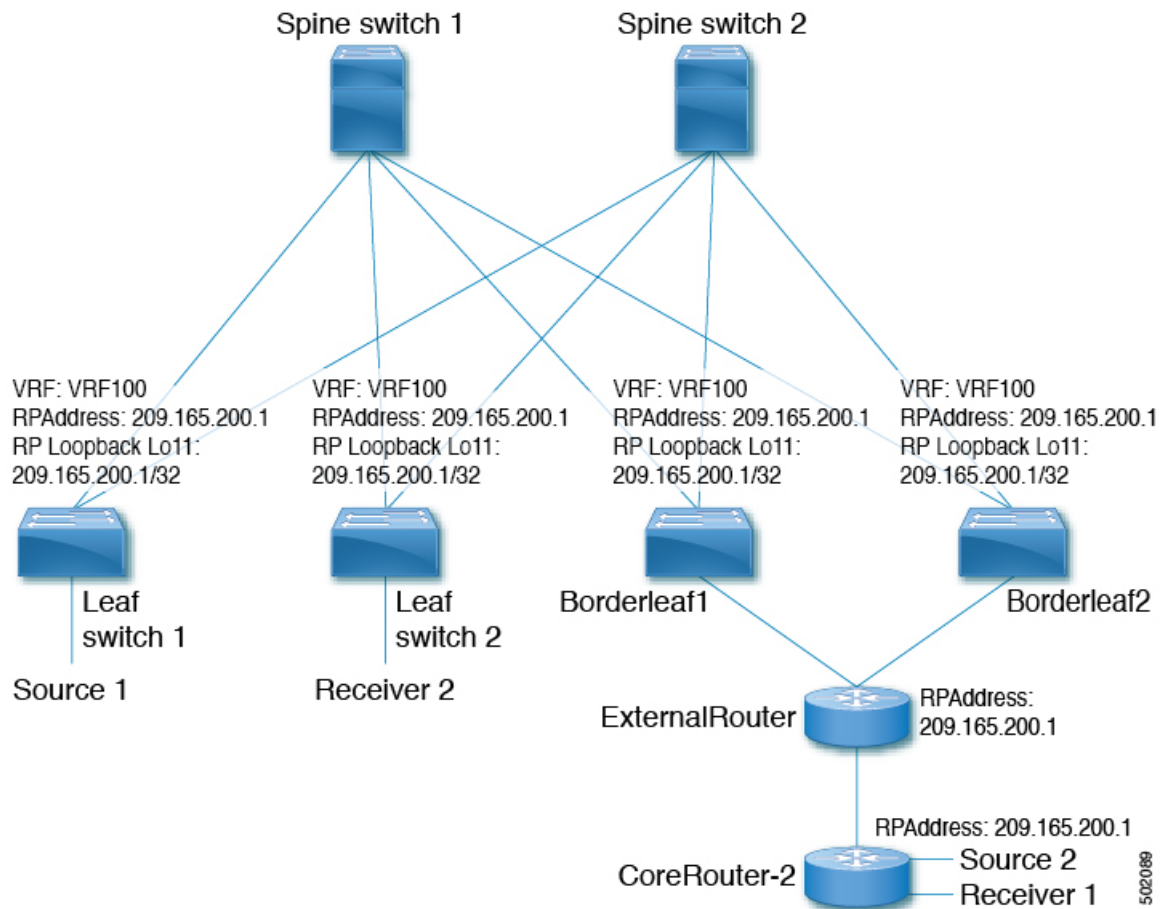 Spine switch 1
Spine switch 2
VRF: VRF100
RPAddress: 209.165.200.1
RP Loopback Lo11:
209.165.200.1/32
VRF: VRF100
RPAddress: 209.165.200.1
RP Loopback Lo11:
209.165.200.1/32
VRF: VRF100
RPAddress: 209.165.200.1
RP Loopback Lo11:
209.165.200.1/32
VRF: VRF100
RPAddress: 209.165.200.1
RP Loopback Lo11:
209.165.200.1/32
Leaf
switch 1
Source 1
Leaf
switch 2
Receiver 2
Borderleaf1
Borderleaf2
ExternalRouter
RPAddress:
209.165.200.1
RPAddress: 209.165.200.1
CoreRouter-2
Source 2
Receiver 1
502089